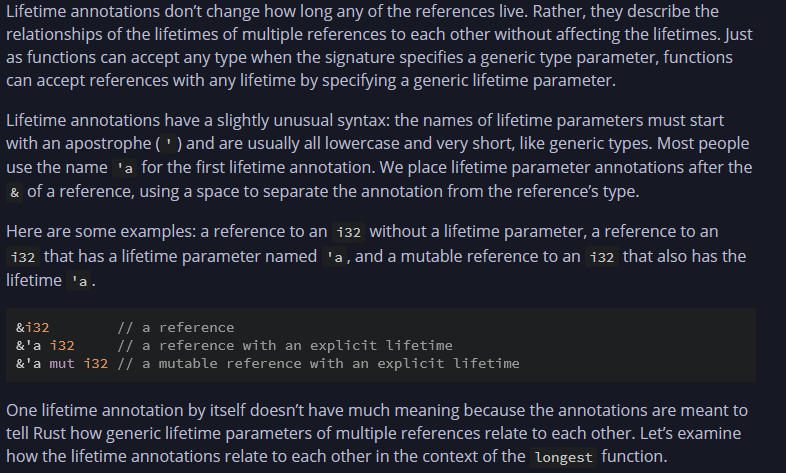 Lifetime annotations don’t change how long any of the references live. Rather, they describe the
relationships of the lifetimes of multiple references to each other without affecting the lifetimes. Just
as functions can accept any type when the signature specifies a generic type parameter, functions
can accept references with any lifetime by specifying a generic lifetime parameter.
Lifetime annotations have a slightly unusual syntax: the names of lifetime parameters must start
with an apostrophe (') and are usually all lowercase and very short, like generic types. Most people
use the name 'a for the first lifetime annotation. We place lifetime parameter annotations after the
& of a reference, using a space to separate the annotation from the reference’s type.
Here are some examples: a reference to an i32 without a lifetime parameter, a reference to an
i32 that has a lifetime parameter named 'a, and a mutable reference to an i32 that also has the
lifetime 'a.
&i32        // a reference
&'a i32     // a reference with an explicit lifetime
&'a mut i32 // a mutable reference with an explicit lifetime
One lifetime annotation by itself doesn’t have much meaning because the annotations are meant to
tell Rust how generic lifetime parameters of multiple references relate to each other. Let’s examine
how the lifetime annotations relate to each other in the context of the longest function.